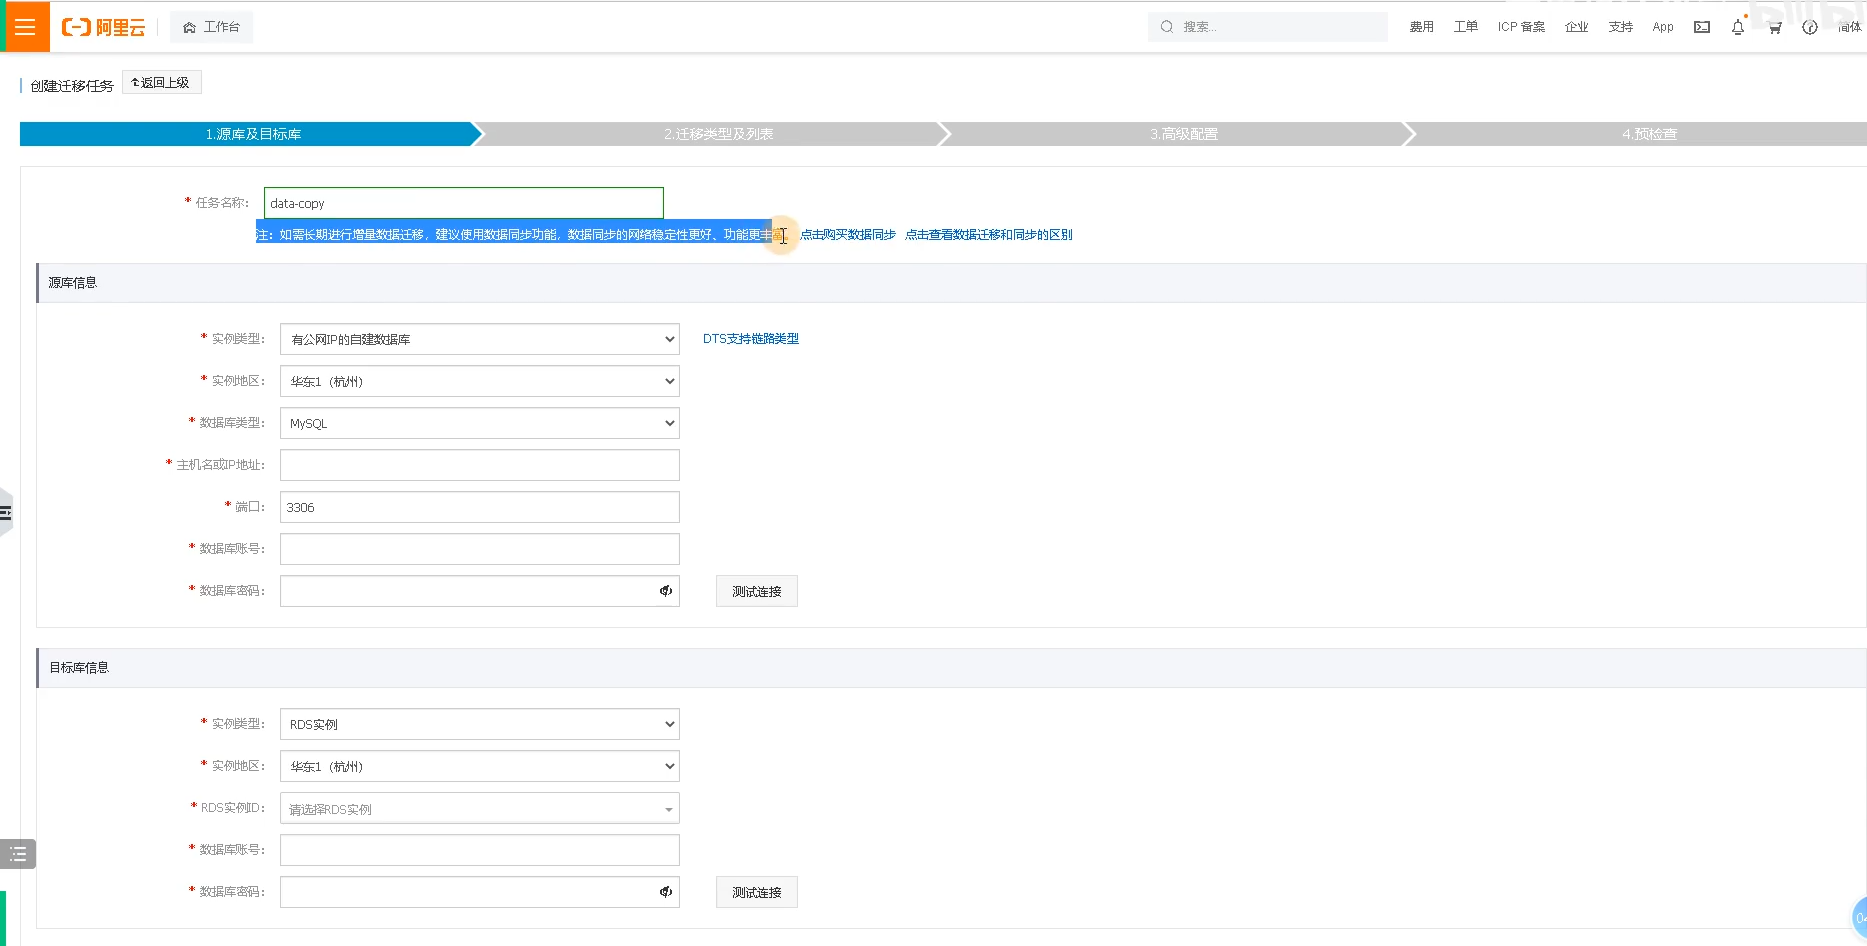 阿里云
工作台
搜索...
费用
工单
ICP 备案
企业
支持
App
简体
创建迁移任务
返回上级
1.源库及目标库
2.迁移类型及列表
3.高级配置
4.预检查
* 任务名称:
data-copy
注：如需长期进行增量数据迁移，建议使用数据同步功能，数据同步的网络稳定性更好、功能更丰富。 点击购买数据同步 点击查看数据迁移和同步的区别
源库信息
* 实例类型:
有公网IP的自建数据库
DTS支持链路类型
* 实例地区:
华东1（杭州）
* 数据库类型:
MySQL
* 主机名或IP地址:
* 端口:
3306
* 数据库账号:
* 数据库密码:
测试连接
目标库信息
* 实例类型:
RDS实例
* 实例地区:
华东1（杭州）
* RDS实例ID:
请选择RDS实例
* 数据库账号:
* 数据库密码:
测试连接